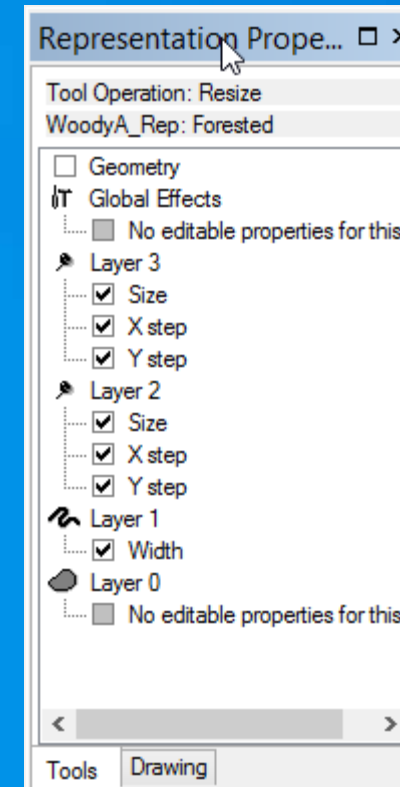 Representation Prope...
Tool Operation: Resize
WoodyA_Rep: Forested
Geometry
Global Effects
No editable properties for this
Layer 3
Size
X step
Y step
Layer 2
Size
X step
Y step
Layer 1
Width
Layer 0
No editable properties for this
Tools Drawing